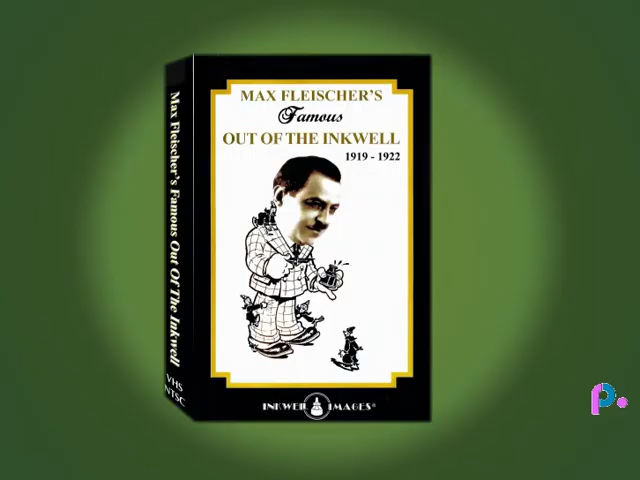 MAX FLEISCHER'S
Famous
OUT OF THE INKWELL
1919 - 1922
INKWELL IMAGES®
Max Fleischer's Famous Out Of The Inkwell
VHS
NTSC
p.